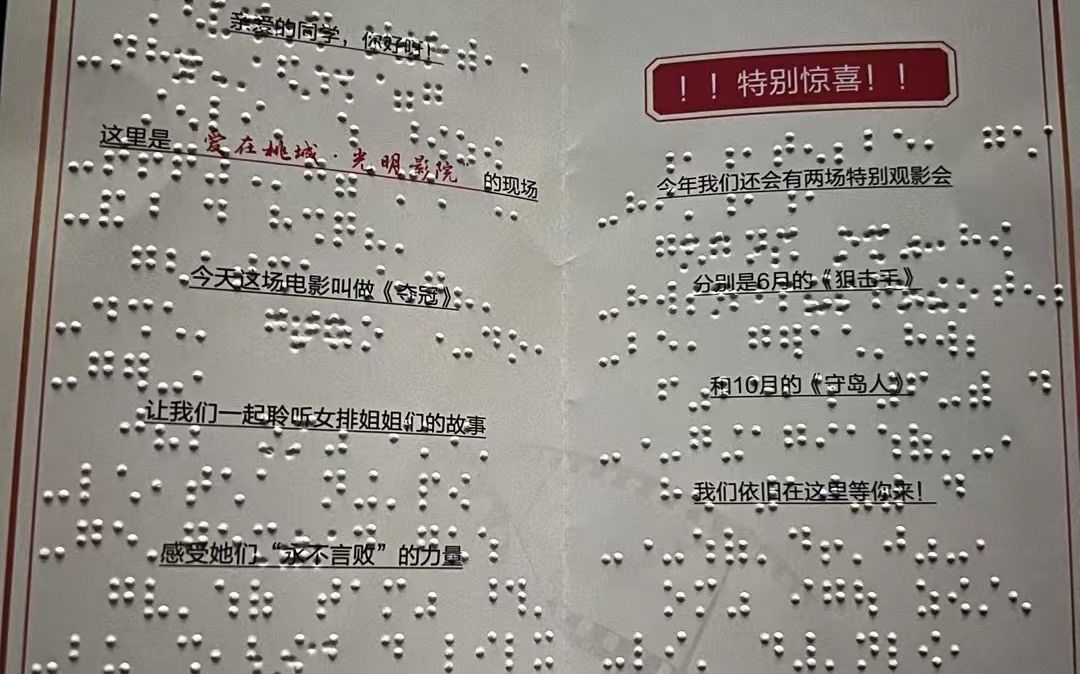 亲爱的同学，你好呀！
这里是“爱在桃城·光明影院”的现场
今天这场电影叫做《夺冠》
让我们一起聆听女排姐姐们的故事
感受她们“永不言败”的力量
！！特别惊喜！！
今年我们还会有两场特别观影会
分别是6月的《狙击手》
和10月的《守岛人》
我们依旧在这里等你来！